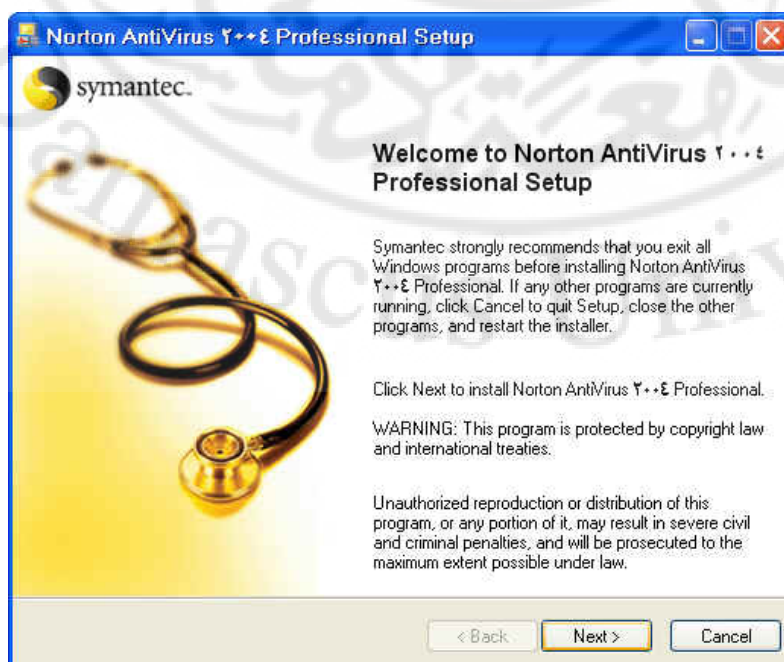 Norton AntiVirus ٢٠٠٤ Professional Setup
symantec.
Welcome to Norton AntiVirus ٢٠٠٤
Professional Setup
Symantec strongly recommends that you exit all
Windows programs before installing Norton AntiVirus
٢٠٠٤ Professional. If any other programs are currently
running, click Cancel to quit Setup, close the other
programs, and restart the installer.
Click Next to install Norton AntiVirus ٢٠٠٤ Professional.
WARNING: This program is protected by copyright law
and international treaties.
Unauthorized reproduction or distribution of this
program, or any portion of it, may result in severe civil
and criminal penalties, and will be prosecuted to the
maximum extent possible under law.
< Back
Next >
Cancel